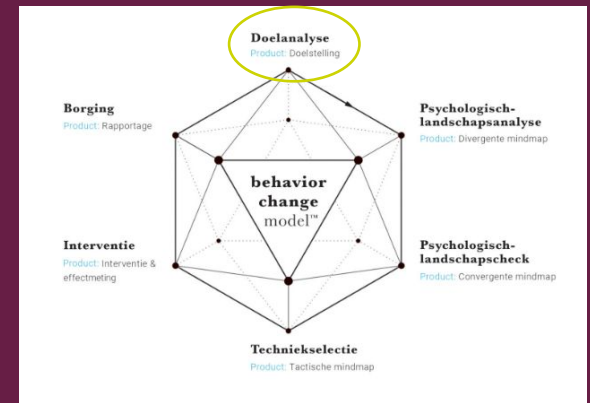 Doelanalyse
Product: Doelstelling
Borging
Product: Rapportage
Psychologisch-
landschapsanalyse
Product: Divergente mindmap
behavior
change
model™
Interventie
Product: Interventie &
effectmeting
Psychologisch-
landschapscheck
Product: Convergente mindmap
Techniekselectie
Product: Tactische mindmap